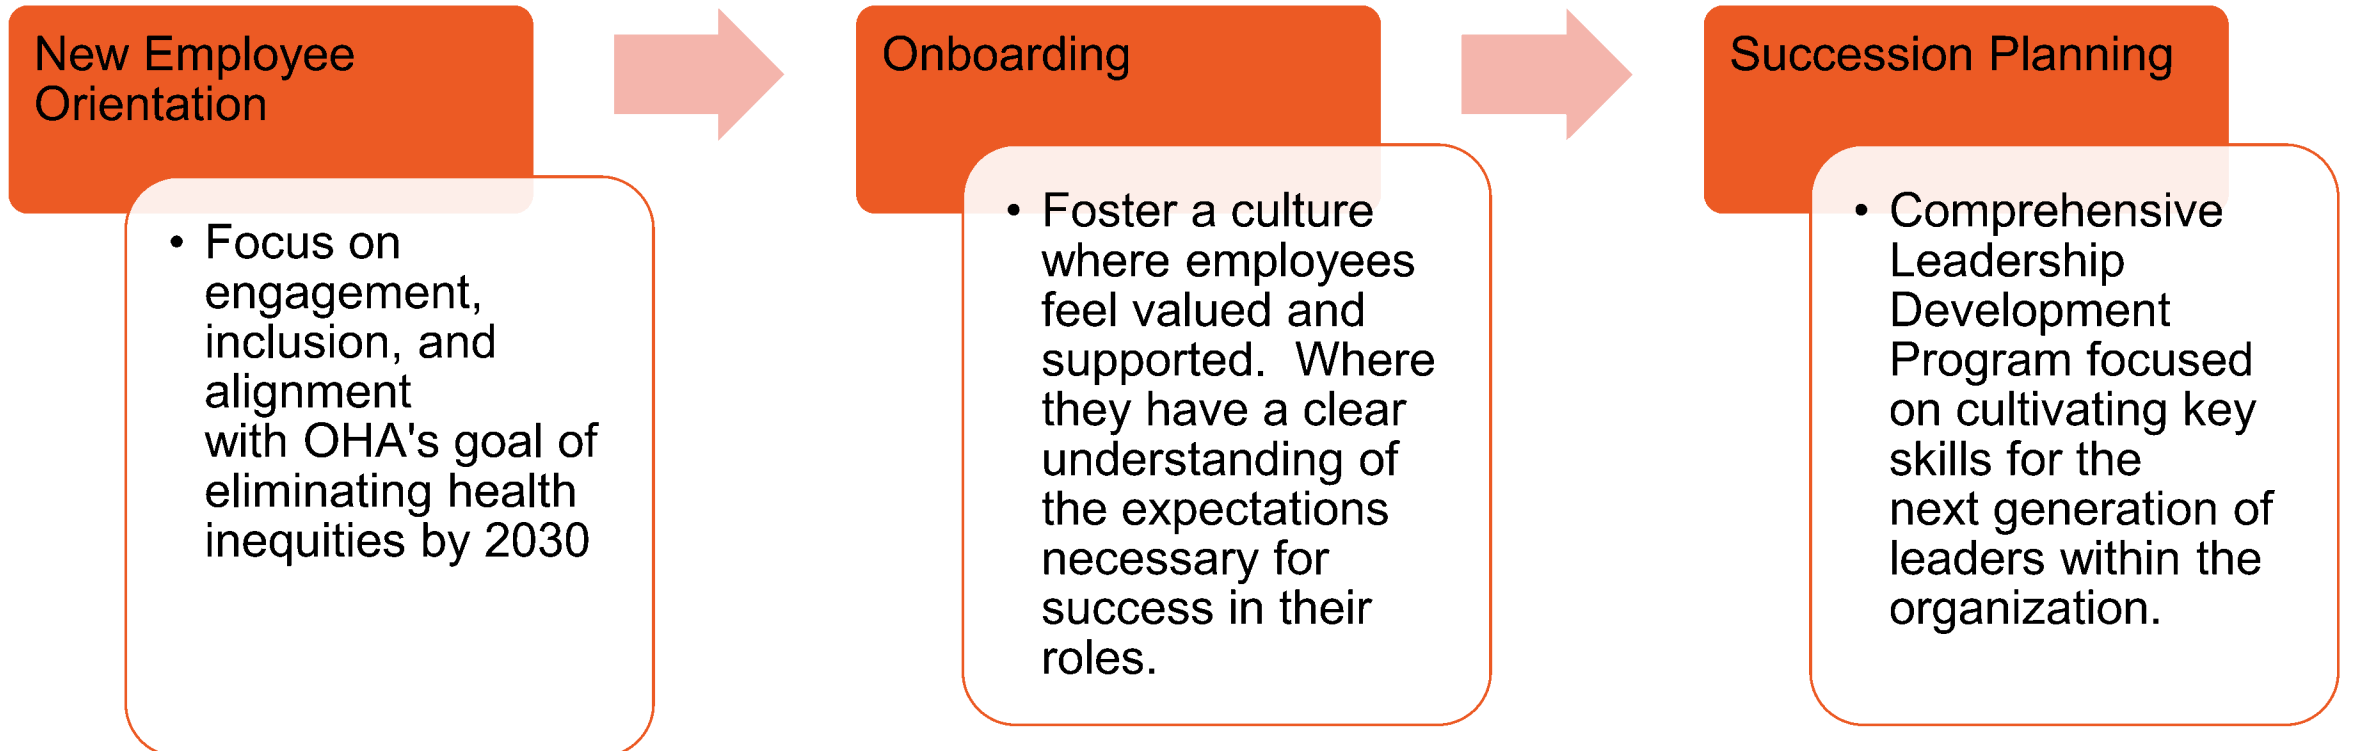 New Employee
Orientation
• Focus on
engagement,
inclusion, and
alignment
with OHA's goal of
eliminating health
inequities by 2030
Onboarding
• Foster a culture
where employees
feel valued and
supported.  Where
they have a clear
understanding of
the expectations
necessary for
success in their
roles.
Succession Planning
• Comprehensive
Leadership
Development
Program focused
on cultivating key
skills for the
next generation of
leaders within the
organization.